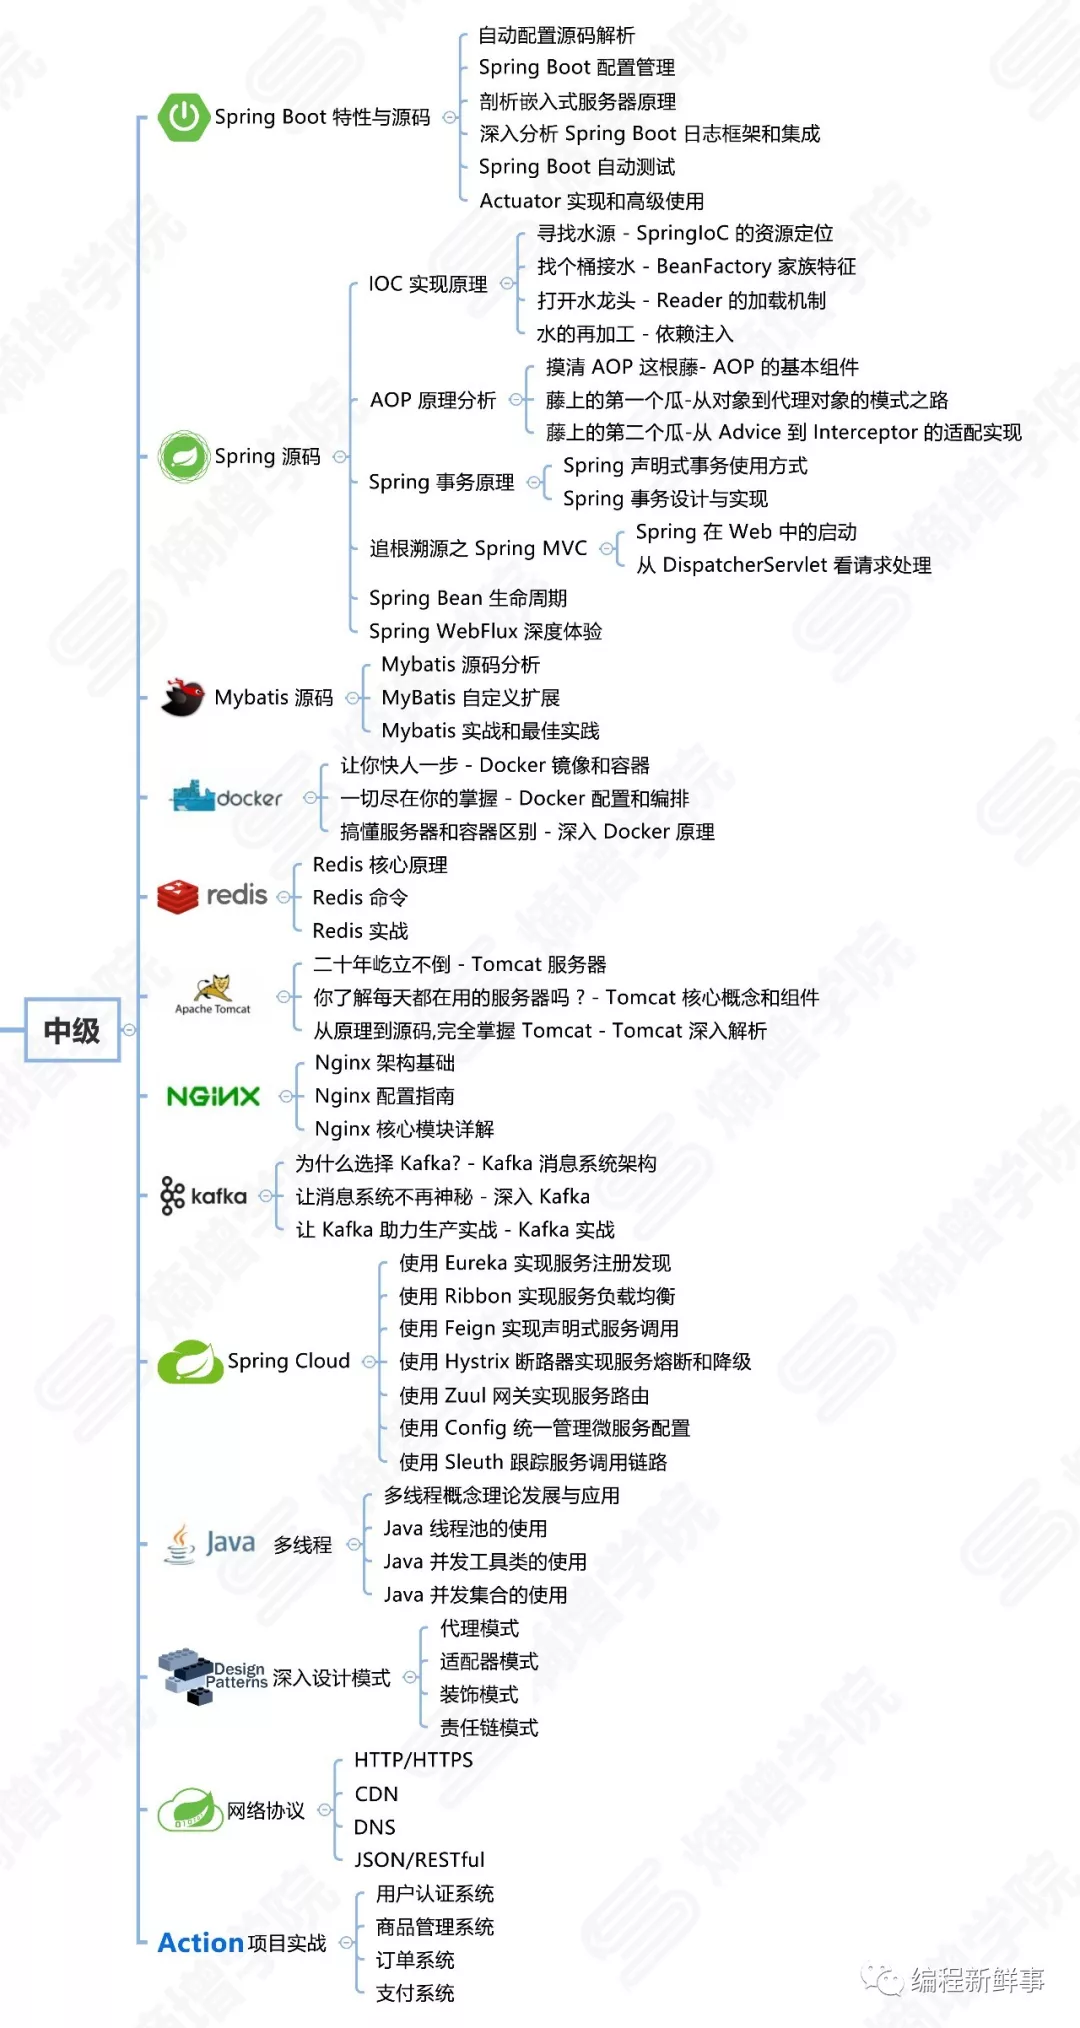 自动配置源码解析
Spring Boot 配置管理
剖析嵌入式服务器原理
Spring Boot 特性与源码
深入分析 Spring Boot 日志框架和集成
Spring Boot 自动测试
Actuator 实现和高级使用
寻找水源 - SpringIoC 的资源定位
找个桶接水 - BeanFactory 家族特征
IOC 实现原理
打开水龙头 - Reader 的加载机制
水的再加工 - 依赖注入
摸清 AOP 这根藤- AOP 的基本组件
AOP 原理分析
藤上的第一个瓜-从对象到代理对象的模式之路
藤上的第二个瓜-从 Advice 到 Interceptor 的适配实现
Spring 源码
Spring 声明式事务使用方式
Spring 事务原理
Spring 事务设计与实现
Spring 在 Web 中的启动
追根溯源之 Spring MVC
从 DispatcherServlet 看请求处理
Spring Bean 生命周期
Spring WebFlux 深度体验
Mybatis 源码分析
Mybatis 源码
MyBatis 自定义扩展
Mybatis 实战和最佳实践
让你快人一步 - Docker 镜像和容器
docker
一切尽在你的掌握 - Docker 配置和编排
搞懂服务器和容器区别 - 深入 Docker 原理
Redis 核心原理
redis
Redis 命令
Redis 实战
二十年屹立不倒 - Tomcat 服务器
Apache Tomcat
你了解每天都在用的服务器吗？- Tomcat 核心概念和组件
从原理到源码,完全掌握 Tomcat - Tomcat 深入解析
中级
Nginx 架构基础
NGINX
Nginx 配置指南
Nginx 核心模块详解
为什么选择 Kafka? - Kafka 消息系统架构
kafka
让消息系统不再神秘 - 深入 Kafka
让 Kafka 助力生产实战 - Kafka 实战
使用 Eureka 实现服务注册发现
使用 Ribbon 实现服务负载均衡
使用 Feign 实现声明式服务调用
Spring Cloud
使用 Hystrix 断路器实现服务熔断和降级
使用 Zuul 网关实现服务路由
使用 Config 统一管理微服务配置
使用 Sleuth 跟踪服务调用链路
多线程概念理论发展与应用
Java 线程池的使用
Java 多线程
Java 并发工具类的使用
Java 并发集合的使用
代理模式
适配器模式
Design Patterns 深入设计模式
装饰模式
责任链模式
HTTP/HTTPS
CDN
网络协议
DNS
JSON/RESTful
用户认证系统
商品管理系统
Action 项目实战
订单系统
支付系统
编程新鲜事
熵增学院